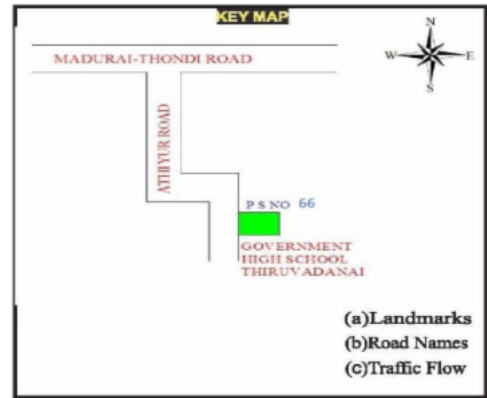 KEY MAP
N
W E
S
MADURAI-THONDI ROAD
ATHIYUR ROAD
P S NO 66
GOVERNMENT
HIGH SCHOOL
THIRUVADANAI
(a)Landmarks
(b)Road Names
(c)Traffic Flow